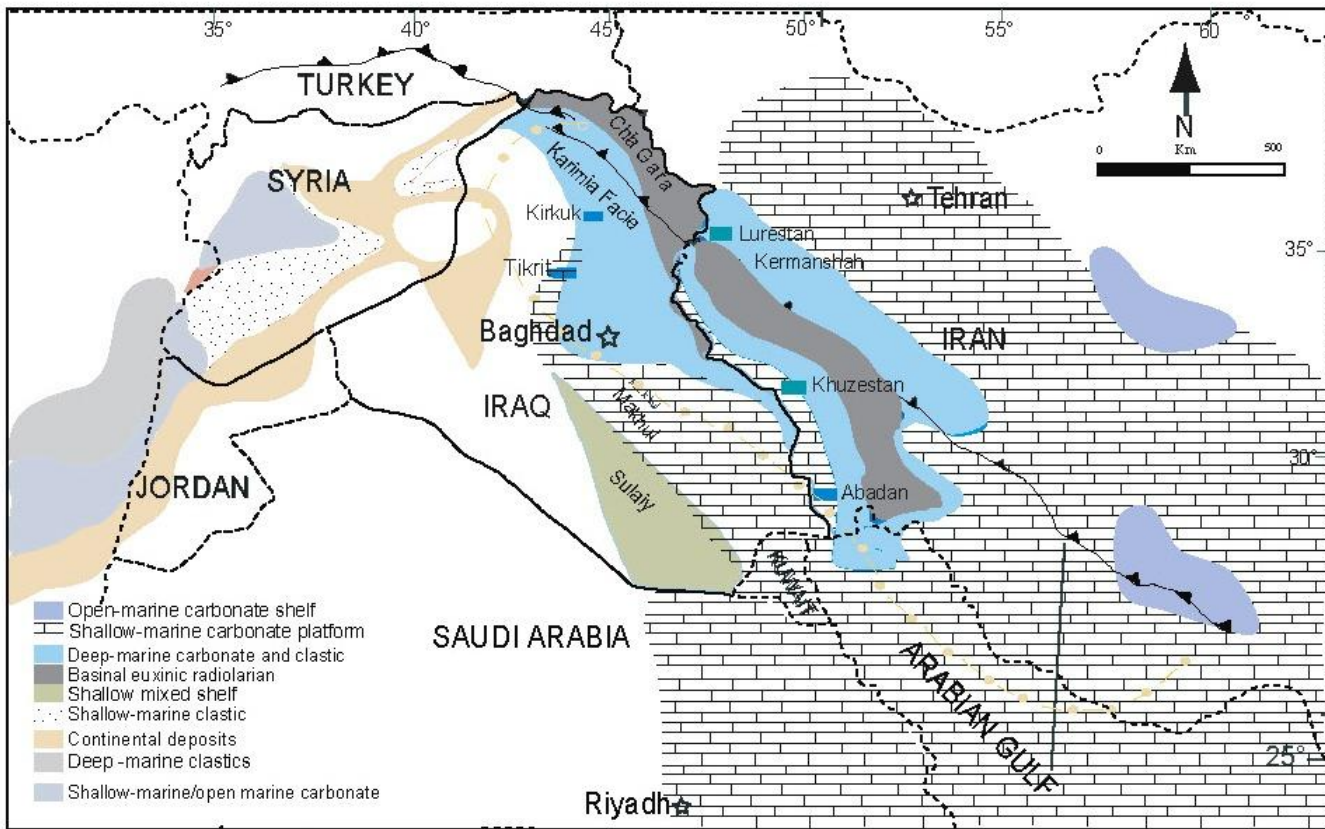 35°
40°
45°
50°
55°
60°
TURKEY
N
0 Km 500
Chia Gara
Karimia Facie
SYRIA
Tehran
Kirkuk
Lurestan
35°
Kermanshah
Tikrit
Baghdad
IRAN
Khuzestan
IRAQ
Makhul
30°
JORDAN
Sulaiy
Abadan
KUWAIT
Open-marine carbonate shelf
Shallow-marine carbonate platform
SAUDI ARABIA
Deep-marine carbonate and clastic
Basinal euxinic radiolarian
Shallow mixed shelf
ARABIAN GULF
Shallow-marine clastic
Continental deposits
25°
Deep -marine clastics
Shallow-marine/open marine carbonate
Riyadh